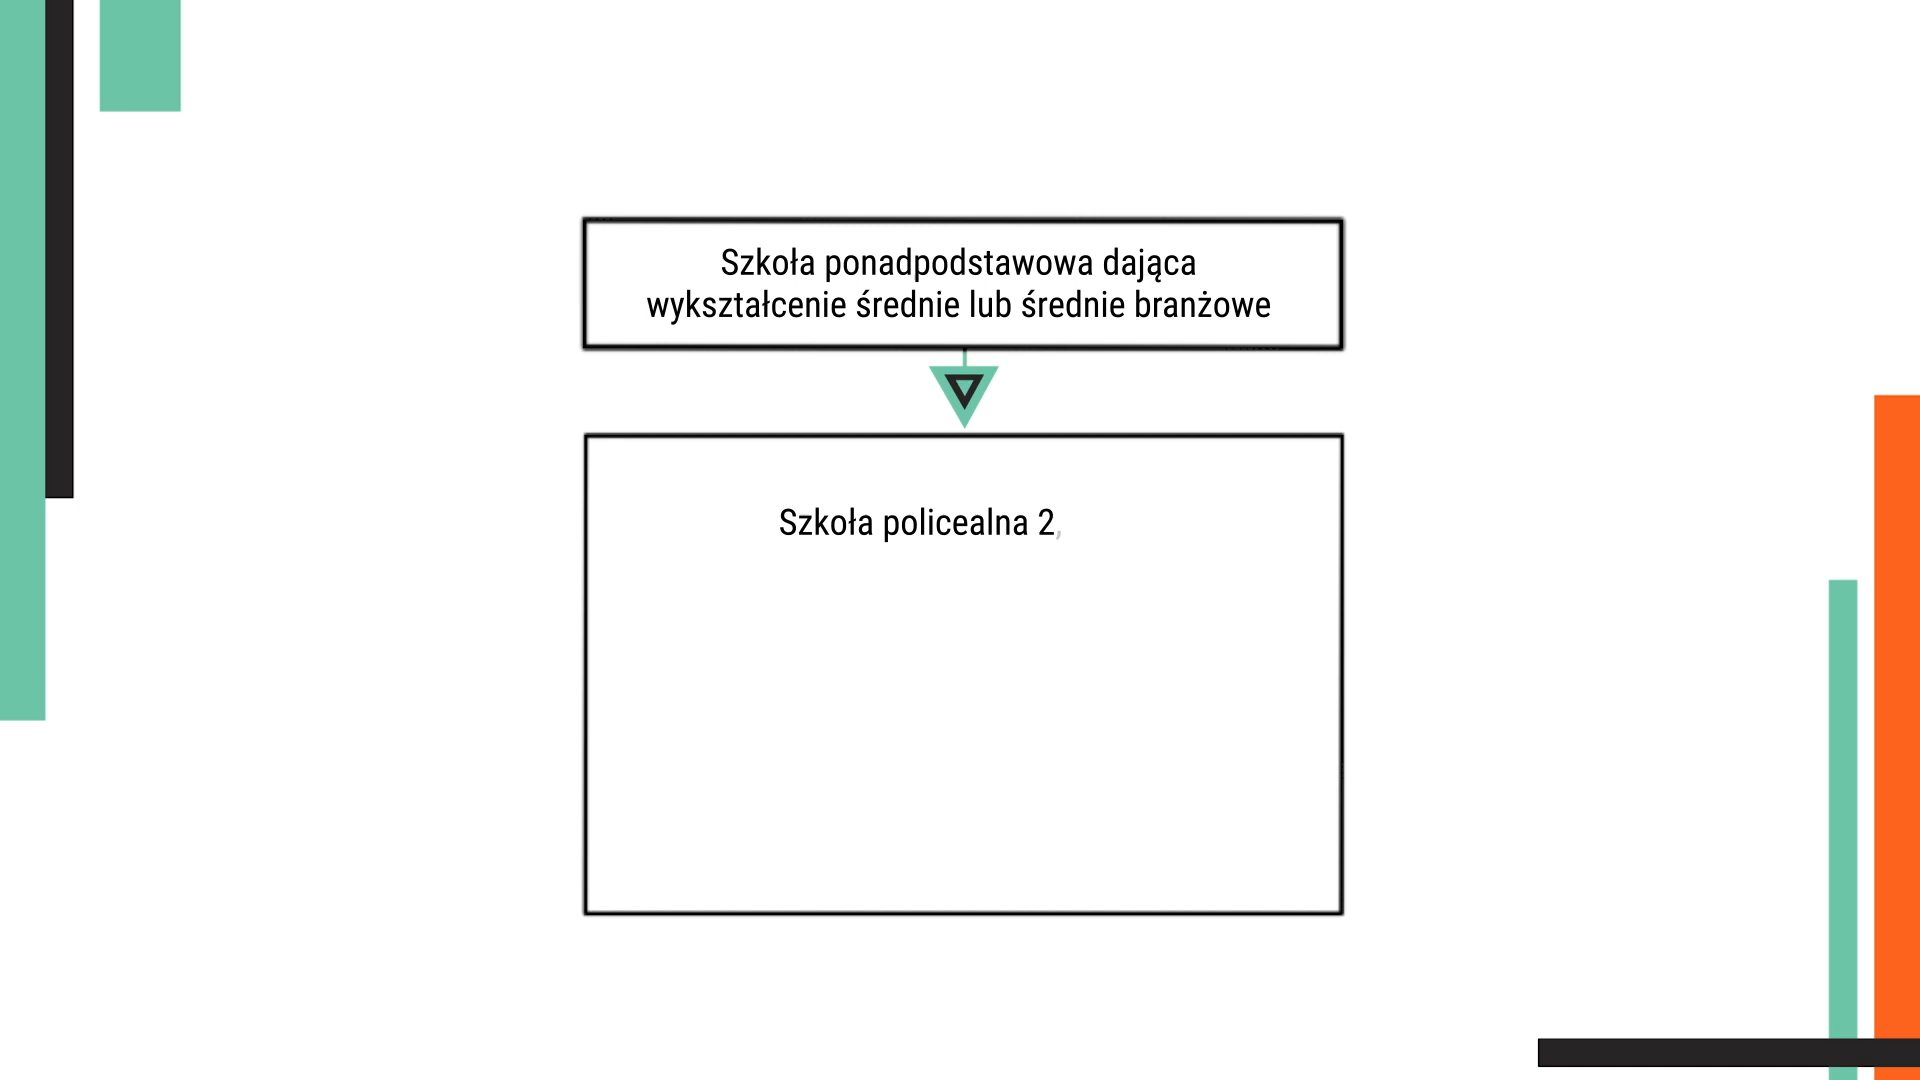 Szkoła ponadpodstawowa dająca
wykształcenie średnie lub średnie branżowe
Szkoła policealna 2,